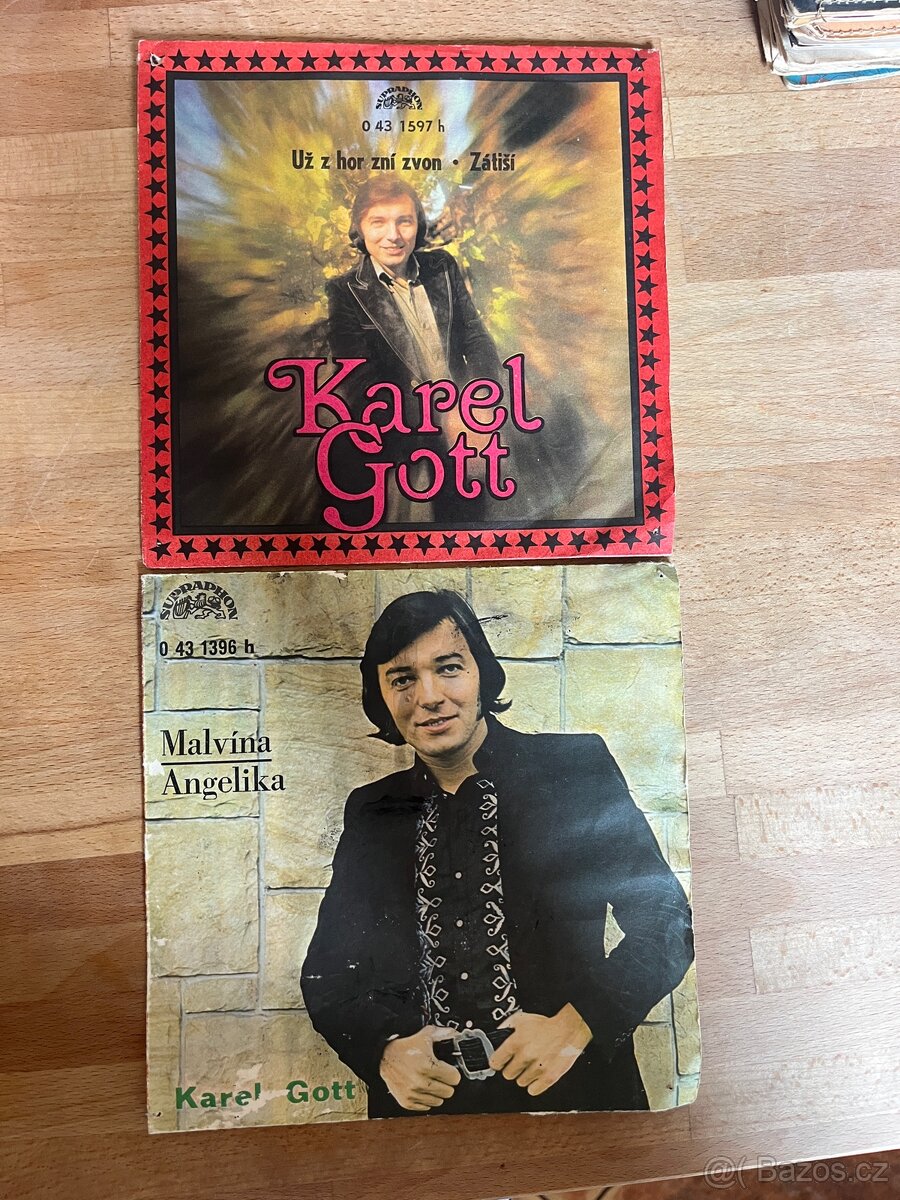 SUPRAPHON
0 43 1597 h
Už z hor zní zvon • Zátiší
Karel
Gott
SUPRAPHON
0 43 1396 h
Malvína
Angelika
Karel Gott
@( Bazos.cz